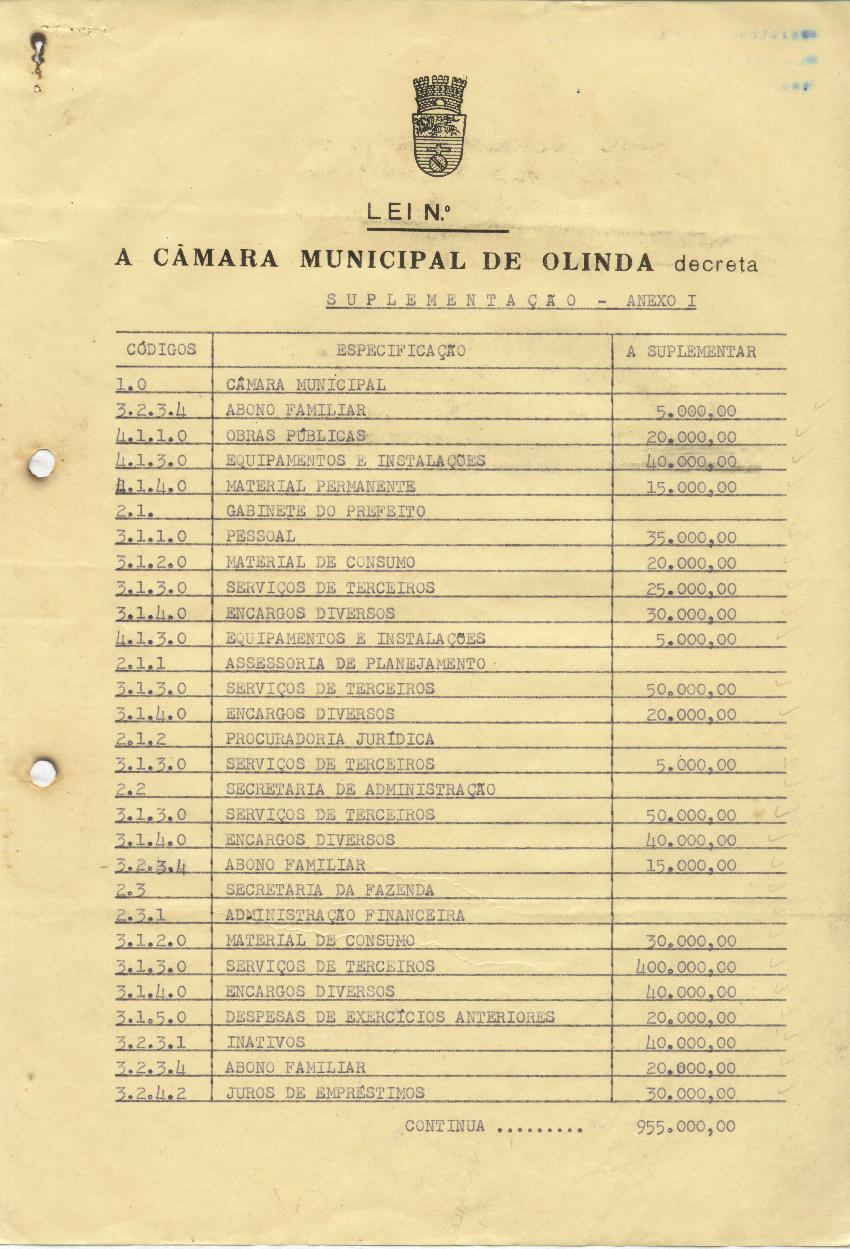 LEI N.º
A CÂMARA MUNICIPAL DE OLINDA decreta
SUPLEMENTAÇÃO - ANEXO I
CÓDIGOS ESPECIFICAÇÃO A SUPLEMENTAR
1.0 CÂMARA MUNICIPAL
3.2.3.4 ABONO FAMILIAR 5.000,00
4.1.1.0 OBRAS PÚBLICAS 20.000,00
4.1.3.0 EQUIPAMENTOS E INSTALAÇÕES 40.000,00
4.1.4.0 MATERIAL PERMANENTE 15.000,00
2.1. GABINETE DO PREFEITO
3.1.1.0 PESSOAL 35.000,00
3.1.2.0 MATERIAL DE CONSUMO 20.000,00
3.1.3.0 SERVIÇOS DE TERCEIROS 25.000,00
3.1.4.0 ENCARGOS DIVERSOS 30.000,00
4.1.3.0 EQUIPAMENTOS E INSTALAÇÕES 5.000,00
2.1.1 ASSESSORIA DE PLANEJAMENTO
3.1.3.0 SERVIÇOS DE TERCEIROS 50.000,00
3.1.4.0 ENCARGOS DIVERSOS 20.000,00
2.1.2 PROCURADORIA JURÍDICA
3.1.3.0 SERVIÇOS DE TERCEIROS 5.000,00
2.2 SECRETARIA DE ADMINISTRAÇÃO
3.1.3.0 SERVIÇOS DE TERCEIROS 50.000,00
3.1.4.0 ENCARGOS DIVERSOS 40.000,00
3.2.3.4 ABONO FAMILIAR 15.000,00
2.3 SECRETARIA DA FAZENDA
2.3.1 ADMINISTRAÇÃO FINANCEIRA
3.1.2.0 MATERIAL DE CONSUMO 30.000,00
3.1.3.0 SERVIÇOS DE TERCEIROS 400.000,00
3.1.4.0 ENCARGOS DIVERSOS 40.000,00
3.1.5.0 DESPESAS DE EXERCÍCIOS ANTERIORES 20.000,00
3.2.3.1 INATIVOS 40.000,00
3.2.3.4 ABONO FAMILIAR 20.000,00
3.2.4.2 JUROS DE EMPRÉSTIMOS 30.000,00
CONTINUA ......... 955.000,00